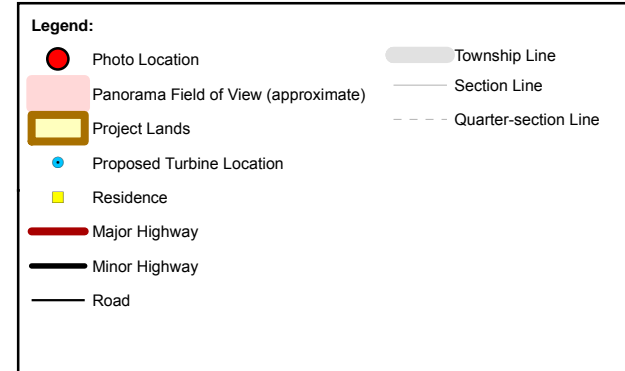 Legend:
Photo Location
Panorama Field of View (approximate)
Project Lands
Proposed Turbine Location
Residence
Major Highway
Minor Highway
Road
Township Line
Section Line
Quarter-section Line